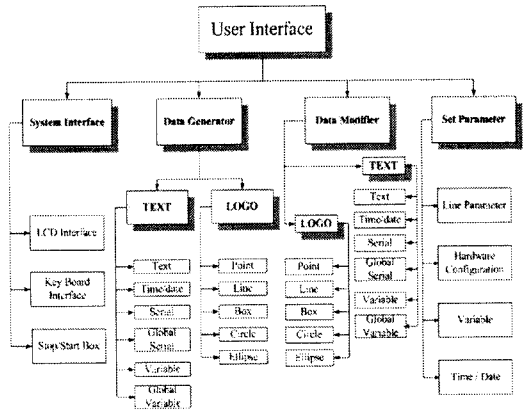 User Interface
System Interface
Data Generator
Data Modifier
Set Parameter
LCD Interface
Key Board
Interface
Stop/Start Box
TEXT
LOGO
Text
Time/date
Serial
Global
Serial
Variable
Global
Variable
Point
Line
Box
Circle
Ellipse
TEXT
LOGO
Text
Time/date
Serial
Global
Serial
Variable
Global
Variable
Point
Line
Box
Circle
Ellipse
Line Parameter
Hardware
Configuration
Variable
Time / Date